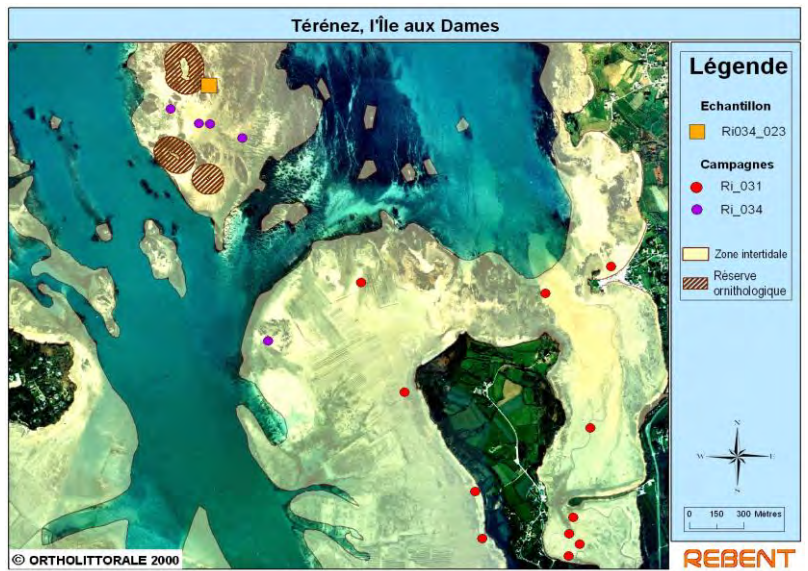 Térénez, l'Île aux Dames
Légende
Echantillon
Ri034_023
Campagnes
Ri_031
Ri_034
Zone intertidale
Réserve
ornithologique
N
W E
S
0 150 300 Mètres
© ORTHOLITTORALE 2000
REBENT